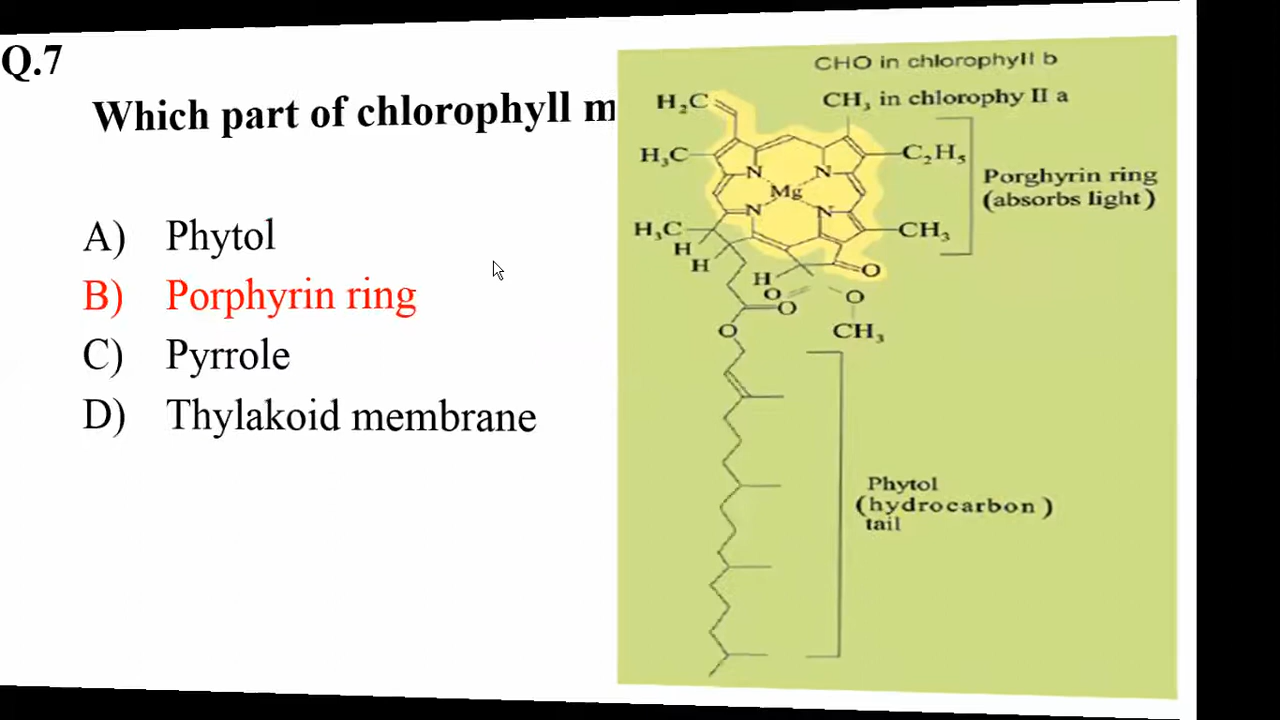 Q.7
Which part of chlorophyll m
A) Phytol
B) Porphyrin ring
C) Pyrrole
D) Thylakoid membrane
CHO in chlorophyll b
H₂C
CH₃ in chlorophy II a
H₃C
C₂H₅
N N
Mg
N N
Porghyrin ring
(absorbs light)
H₃C
CH₃
H
H
H
O
O
O
O
O
CH₃
Phytol
(hydrocarbon)
tail